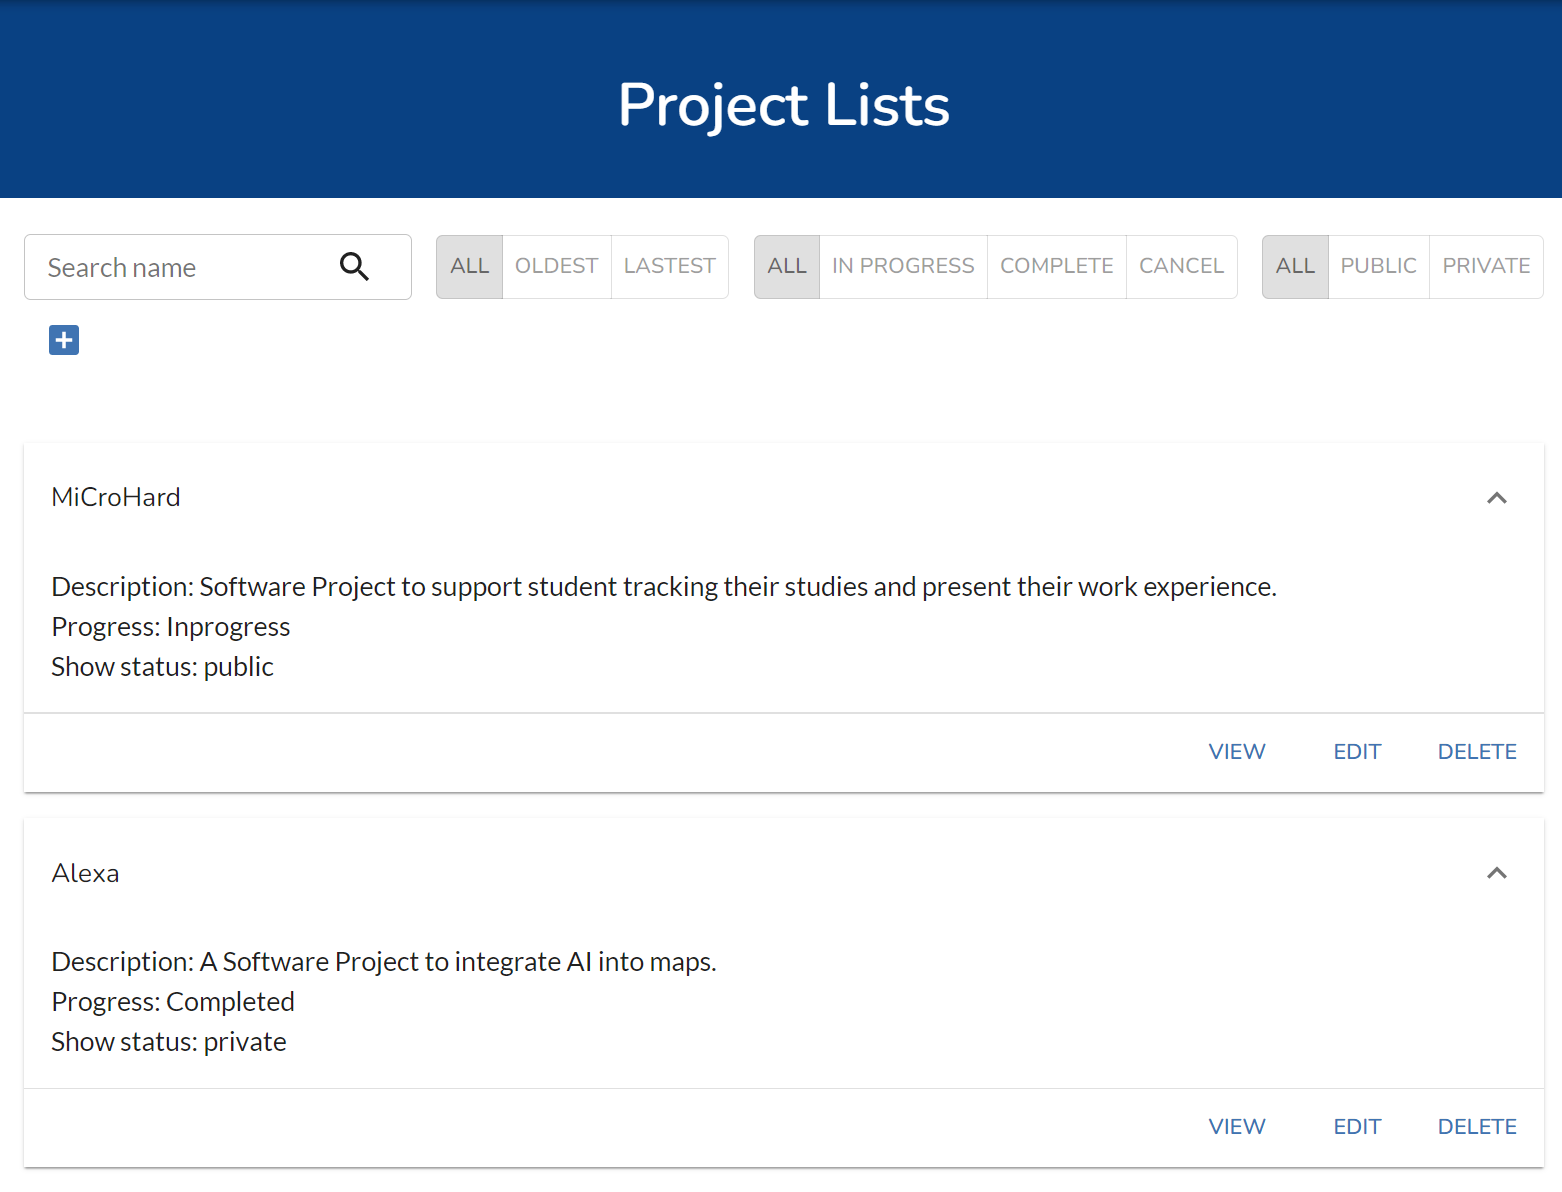 Project Lists
Search name
ALL OLDEST LASTEST
ALL IN PROGRESS COMPLETE CANCEL
ALL PUBLIC PRIVATE
MiCroHard
Description: Software Project to support student tracking their studies and present their work experience.
Progress: Inprogress
Show status: public
VIEW EDIT DELETE
Alexa
Description: A Software Project to integrate AI into maps.
Progress: Completed
Show status: private
VIEW EDIT DELETE